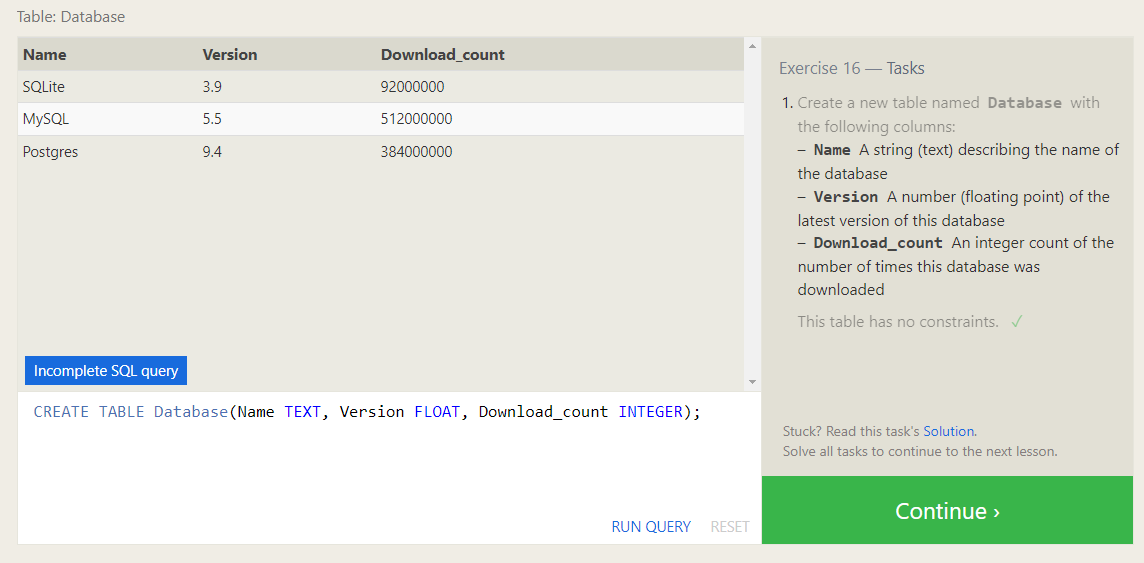 Table: Database
Name Version Download_count
SQLite 3.9 92000000
MySQL 5.5 512000000
Postgres 9.4 384000000
Incomplete SQL query
CREATE TABLE Database(Name TEXT, Version FLOAT, Download_count INTEGER);
RUN QUERY RESET
Exercise 16 — Tasks
1. Create a new table named Database with
the following columns:
– Name A string (text) describing the name of
the database
– Version A number (floating point) of the
latest version of this database
– Download_count An integer count of the
number of times this database was
downloaded
This table has no constraints. ✓
Stuck? Read this task's Solution.
Solve all tasks to continue to the next lesson.
Continue ›